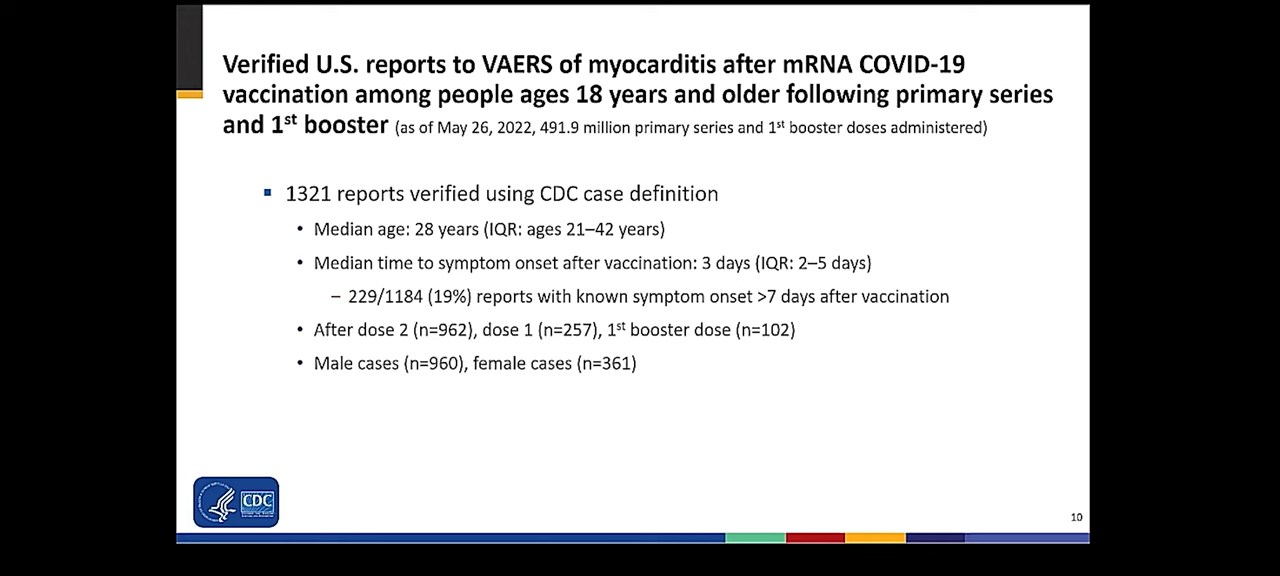 Verified U.S. reports to VAERS of myocarditis after mRNA COVID-19
vaccination among people ages 18 years and older following primary series
and 1st booster (as of May 26, 2022, 491.9 million primary series and 1st booster doses administered)
▪ 1321 reports verified using CDC case definition
• Median age: 28 years (IQR: ages 21–42 years)
• Median time to symptom onset after vaccination: 3 days (IQR: 2–5 days)
– 229/1184 (19%) reports with known symptom onset >7 days after vaccination
• After dose 2 (n=962), dose 1 (n=257), 1st booster dose (n=102)
• Male cases (n=960), female cases (n=361)
CDC
10